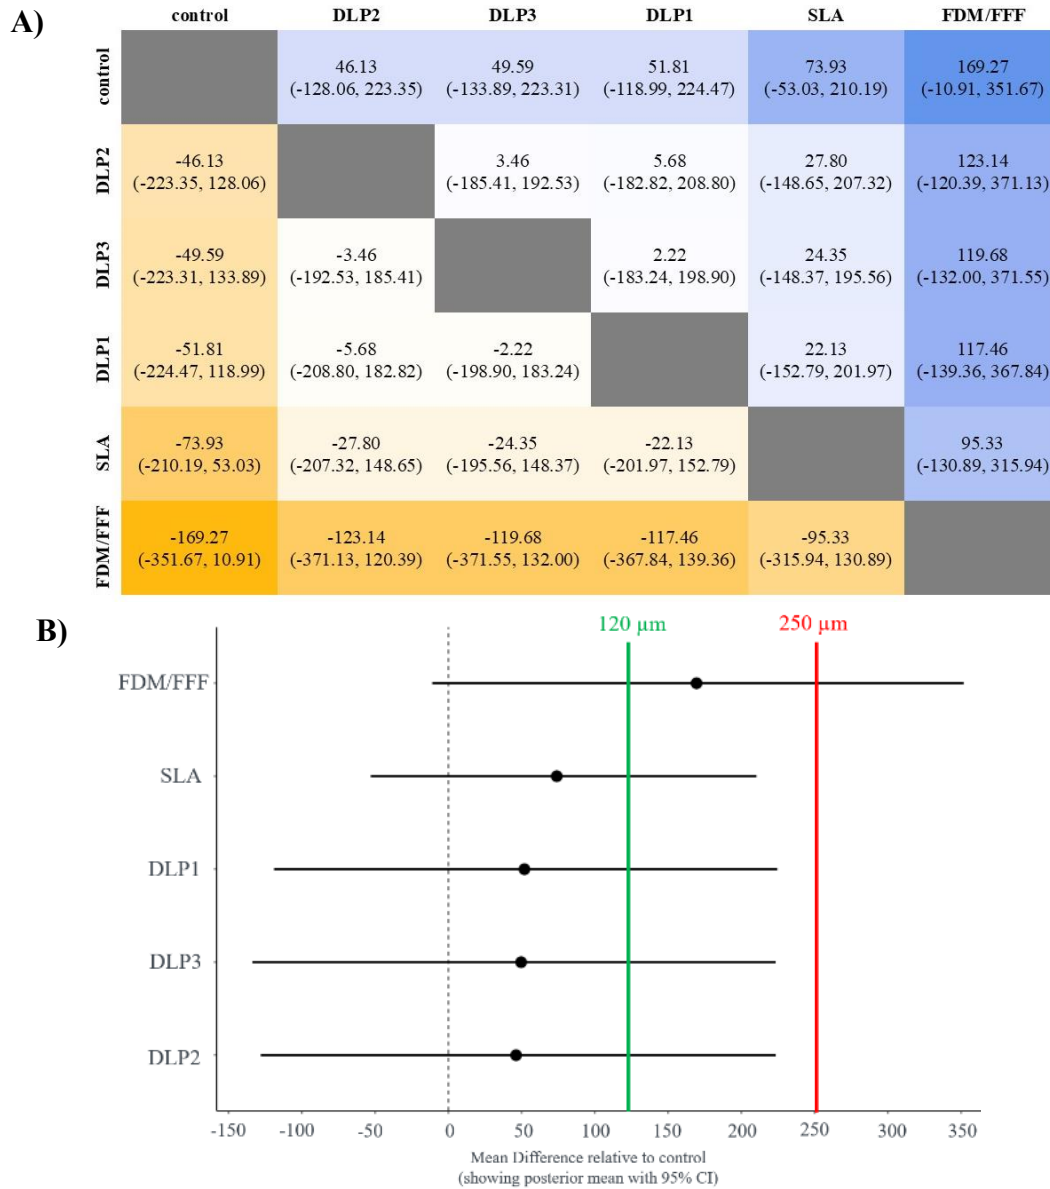 A)
control DLP2 DLP3 DLP1 SLA FDM/FFF
control
46.13 49.59 51.81 73.93 169.27
(-128.06, 223.35) (-133.89, 223.31) (-118.99, 224.47) (-53.03, 210.19) (-10.91, 351.67)
DLP2
-46.13 3.46 5.68 27.80 123.14
(-223.35, 128.06) (-185.41, 192.53) (-182.82, 208.80) (-148.65, 207.32) (-120.39, 371.13)
DLP3
-49.59 -3.46 2.22 24.35 119.68
(-223.31, 133.89) (-192.53, 185.41) (-183.24, 198.90) (-148.37, 195.56) (-132.00, 371.55)
DLP1
-51.81 -5.68 -2.22 22.13 117.46
(-224.47, 118.99) (-208.80, 182.82) (-198.90, 183.24) (-152.79, 201.97) (-139.36, 367.84)
SLA
-73.93 -27.80 -24.35 -22.13 95.33
(-210.19, 53.03) (-207.32, 148.65) (-195.56, 148.37) (-201.97, 152.79) (-130.89, 315.94)
FDM/FFF
-169.27 -123.14 -119.68 -117.46 -95.33
(-351.67, 10.91) (-371.13, 120.39) (-371.55, 132.00) (-367.84, 139.36) (-315.94, 130.89)
B)
120 µm 250 µm
FDM/FFF
SLA
DLP1
DLP3
DLP2
-150 -100 -50 0 50 100 150 200 250 300 350
Mean Difference relative to control
(showing posterior mean with 95% CI)